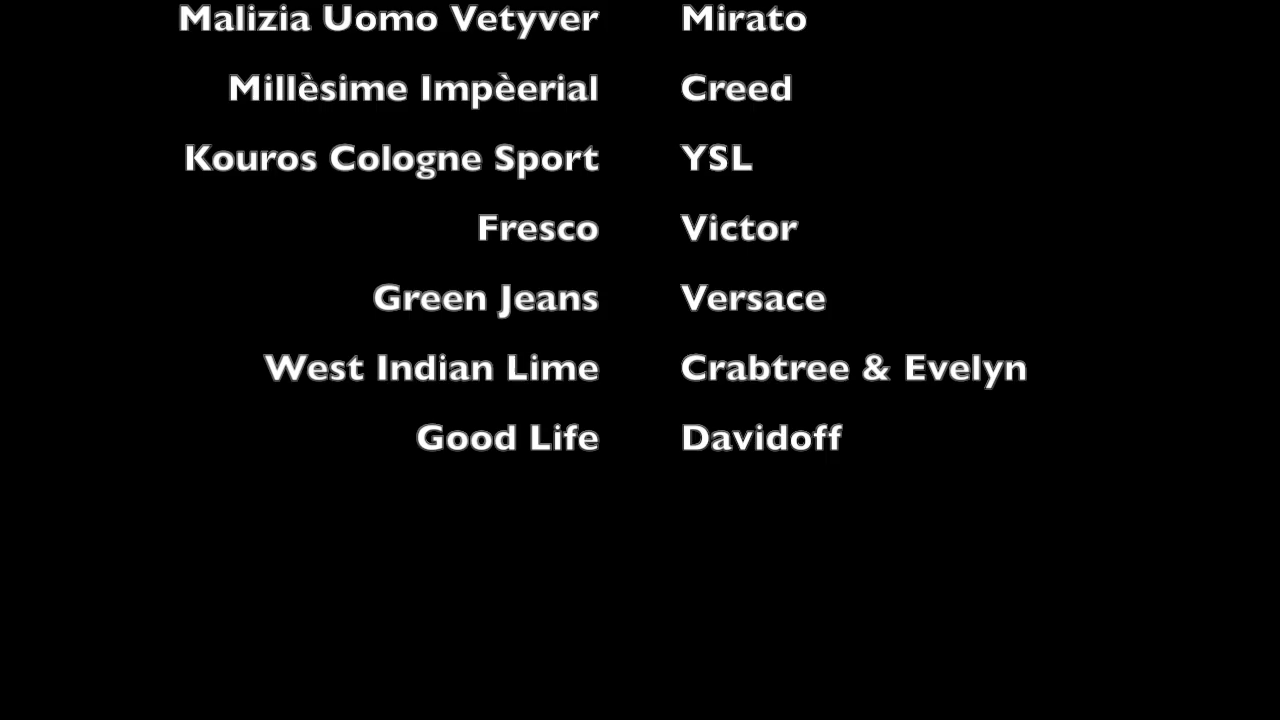 Malizia Uomo Vetyver Mirato
Millèsime Impèerial Creed
Kouros Cologne Sport YSL
Fresco Victor
Green Jeans Versace
West Indian Lime Crabtree & Evelyn
Good Life Davidoff